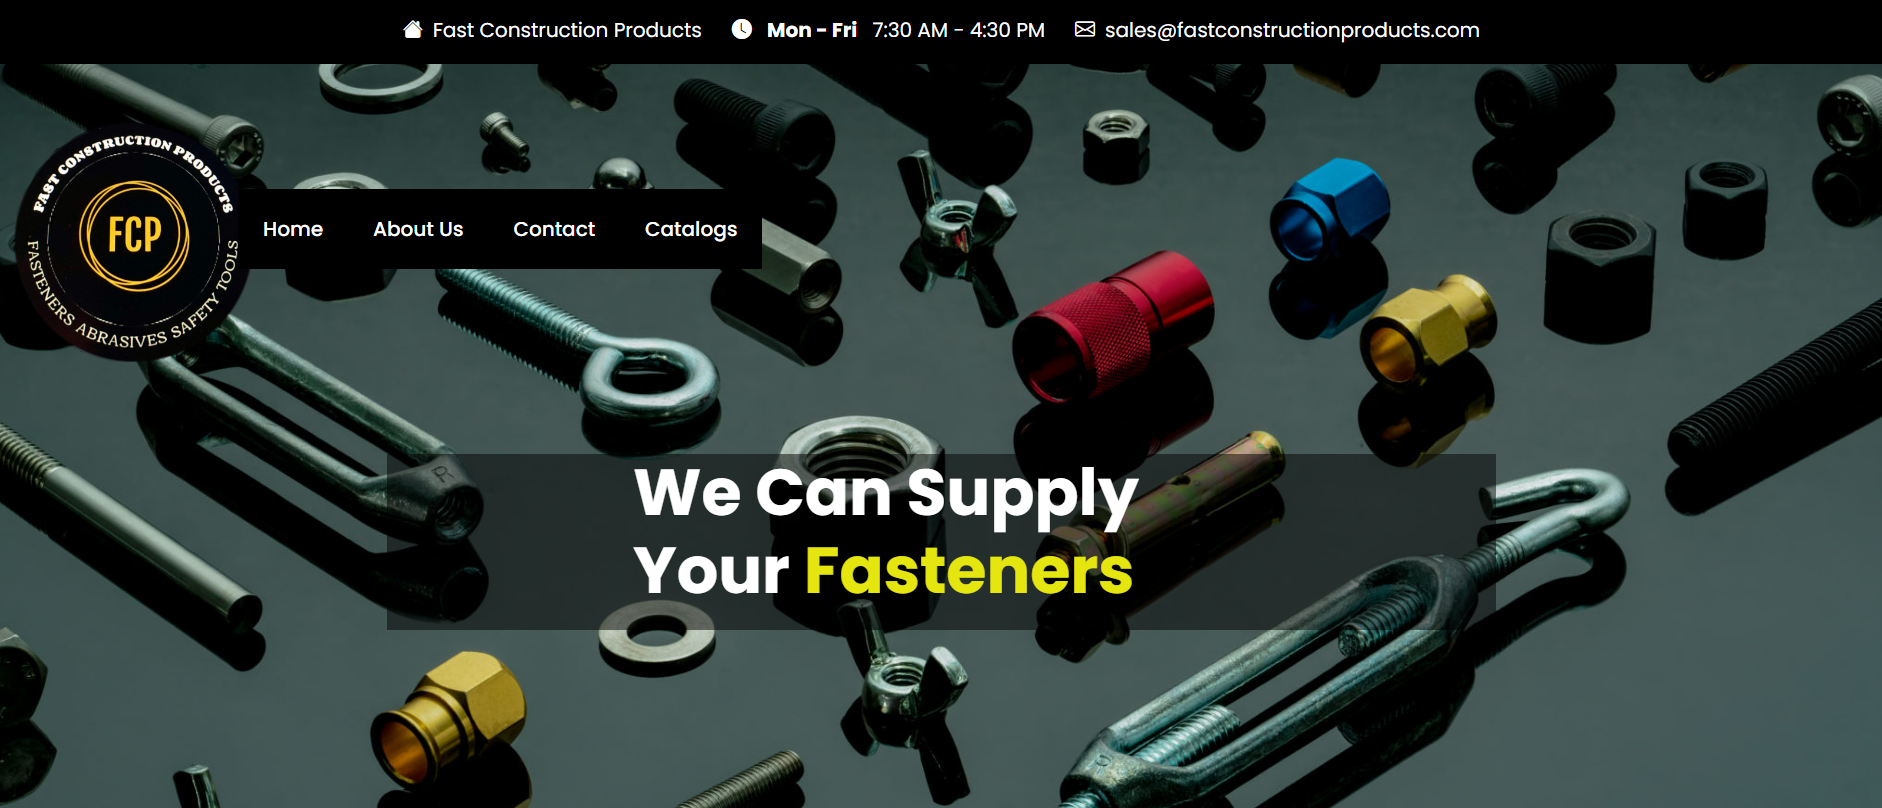 Fast Construction Products Mon - Fri 7:30 AM - 4:30 PM sales@fastconstructionproducts.com
FAST CONSTRUCTION PRODUCTS
FCP
FASTENERS ABRASIVES SAFETY TOOLS
Home About Us Contact Catalogs
R
We Can Supply
Your Fasteners
R